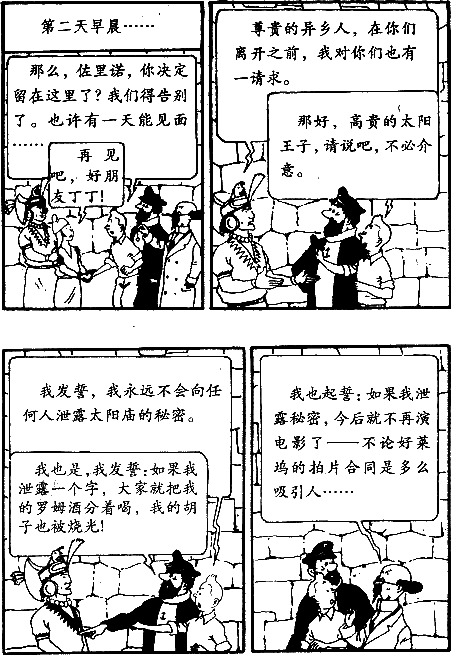 第二天早晨……
那么，佐里诺，你决定
留在这里了？我们得告别
了。也许有一天能见面
……
再见
吧，好朋
友丁丁！
尊贵的异乡人，在你们
离开之前，我对你们也有
一请求。
那好，高贵的太阳
王子，请说吧，不必介
意。
我发誓，我永远不会向任
何人泄露太阳庙的秘密。
我也是，我发誓：如果我
泄露一个字，大家就把我
的罗姆酒分着喝，我的胡
子也被烧光！
我也起誓：如果我泄
露秘密，今后就不再演
电影了——不论好莱
坞的拍片合同是多么
吸引人……